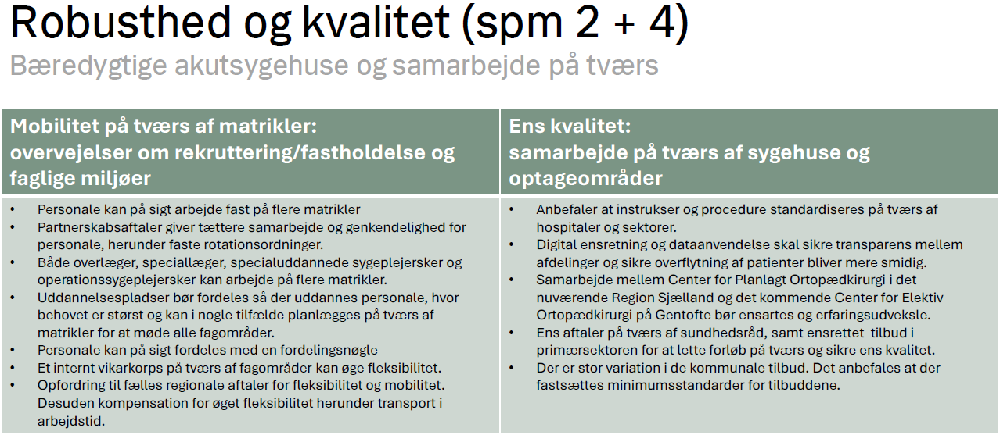 Robusthed og kvalitet (spm 2 + 4)
Bæredygtige akutsygehuse og samarbejde på tværs
Mobilitet på tværs af matrikler:
overvejelser om rekruttering/fastholdelse og
faglige miljøer
• Personale kan på sigt arbejde fast på flere matrikler
• Partnerskabsaftaler giver tættere samarbejde og genkendelighed for
personale, herunder faste rotationsordninger.
• Både overlæger, speciallæger, specialuddannede sygeplejersker og
operationssygeplejersker kan arbejde på flere matrikler.
• Uddannelsespladser bør fordeles så der uddannes personale, hvor
behovet er størst og kan i nogle tilfælde planlægges på tværs af
matrikler for at møde alle fagområder.
• Personale kan på sigt fordeles med en fordelingsnøgle
• Et internt vikarkorps på tværs af fagområder kan øge fleksibilitet.
• Opfordring til fælles regionale aftaler for fleksibilitet og mobilitet.
Desuden kompensation for øget fleksibilitet herunder transport i
arbejdstid.
Ens kvalitet:
samarbejde på tværs af sygehuse og
optageområder
• Anbefaler at instrukser og procedure standardiseres på tværs af
hospitaler og sektorer.
• Digital ensretning og dataanvendelse skal sikre transparens mellem
afdelinger og sikre overflytning af patienter bliver mere smidig.
• Samarbejde mellem Center for Planlagt Ortopædkirurgi i det
nuværende Region Sjælland og det kommende Center for Elektiv
Ortopædkirurgi på Gentofte bør ensartes og erfaringsudveksle.
• Ens aftaler på tværs af sundhedsråd, samt ensrettet tilbud i
primærsektoren for at lette forløb på tværs og sikre ens kvalitet.
• Der er stor variation i de kommunale tilbud. Det anbefales at der
fastsættes minimumsstandarder for tilbuddene.